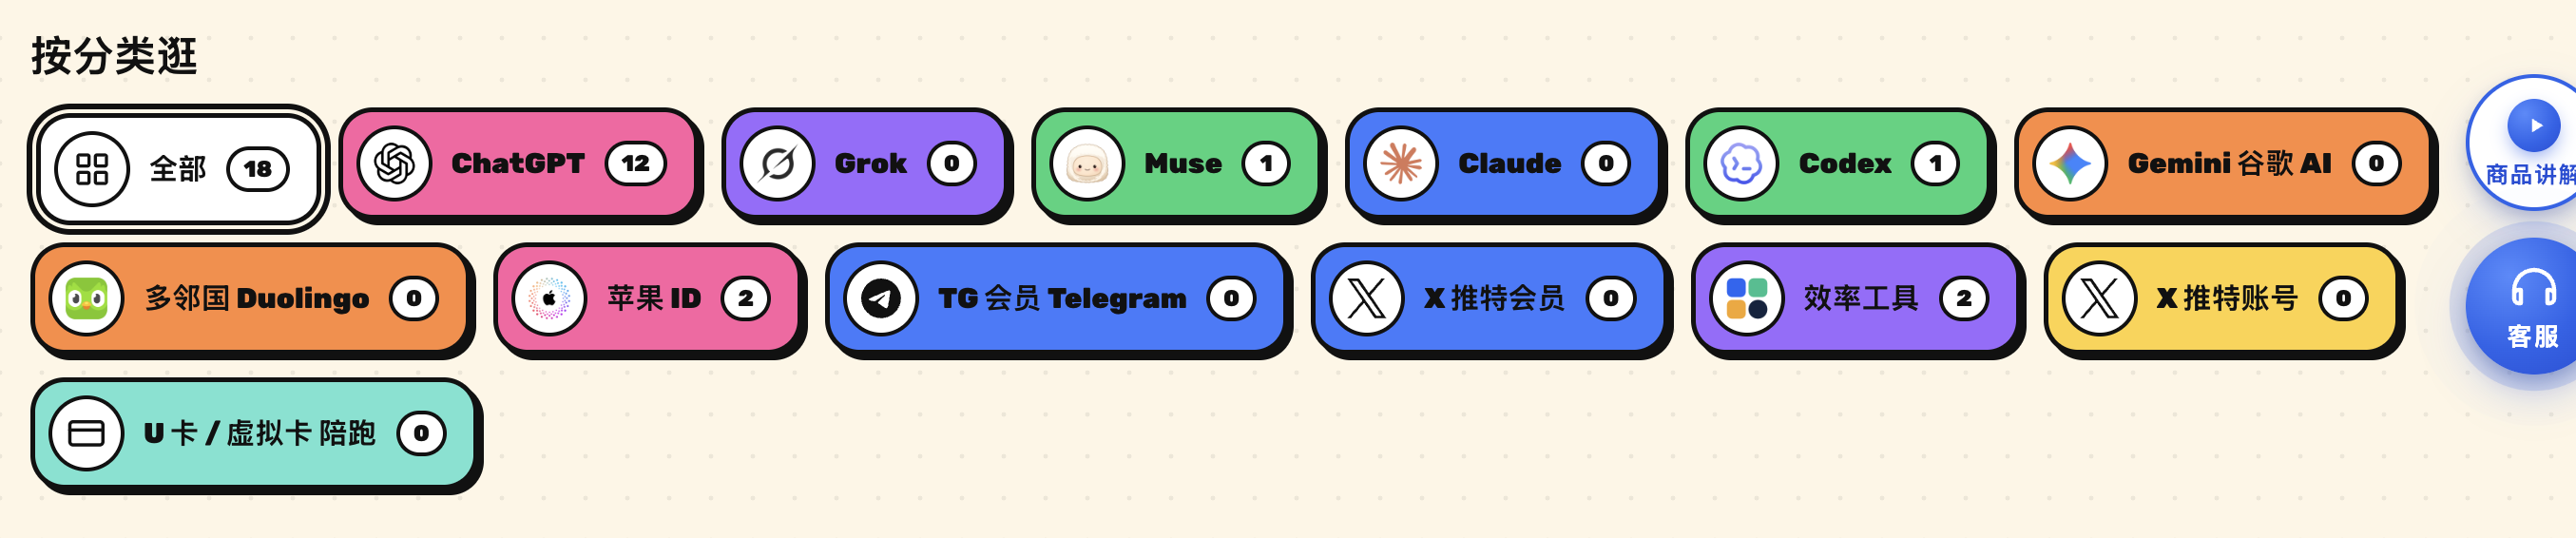 按分类逛
全部 18 ChatGPT 12 Grok 0 Muse 1 Claude 0 Codex 1 Gemini 谷歌 AI 0
商品讲解
多邻国 Duolingo 0 苹果 ID 2 TG 会员 Telegram 0 X 推特会员 0 效率工具 2 X 推特账号 0
客服
U 卡 / 虚拟卡 陪跑 0